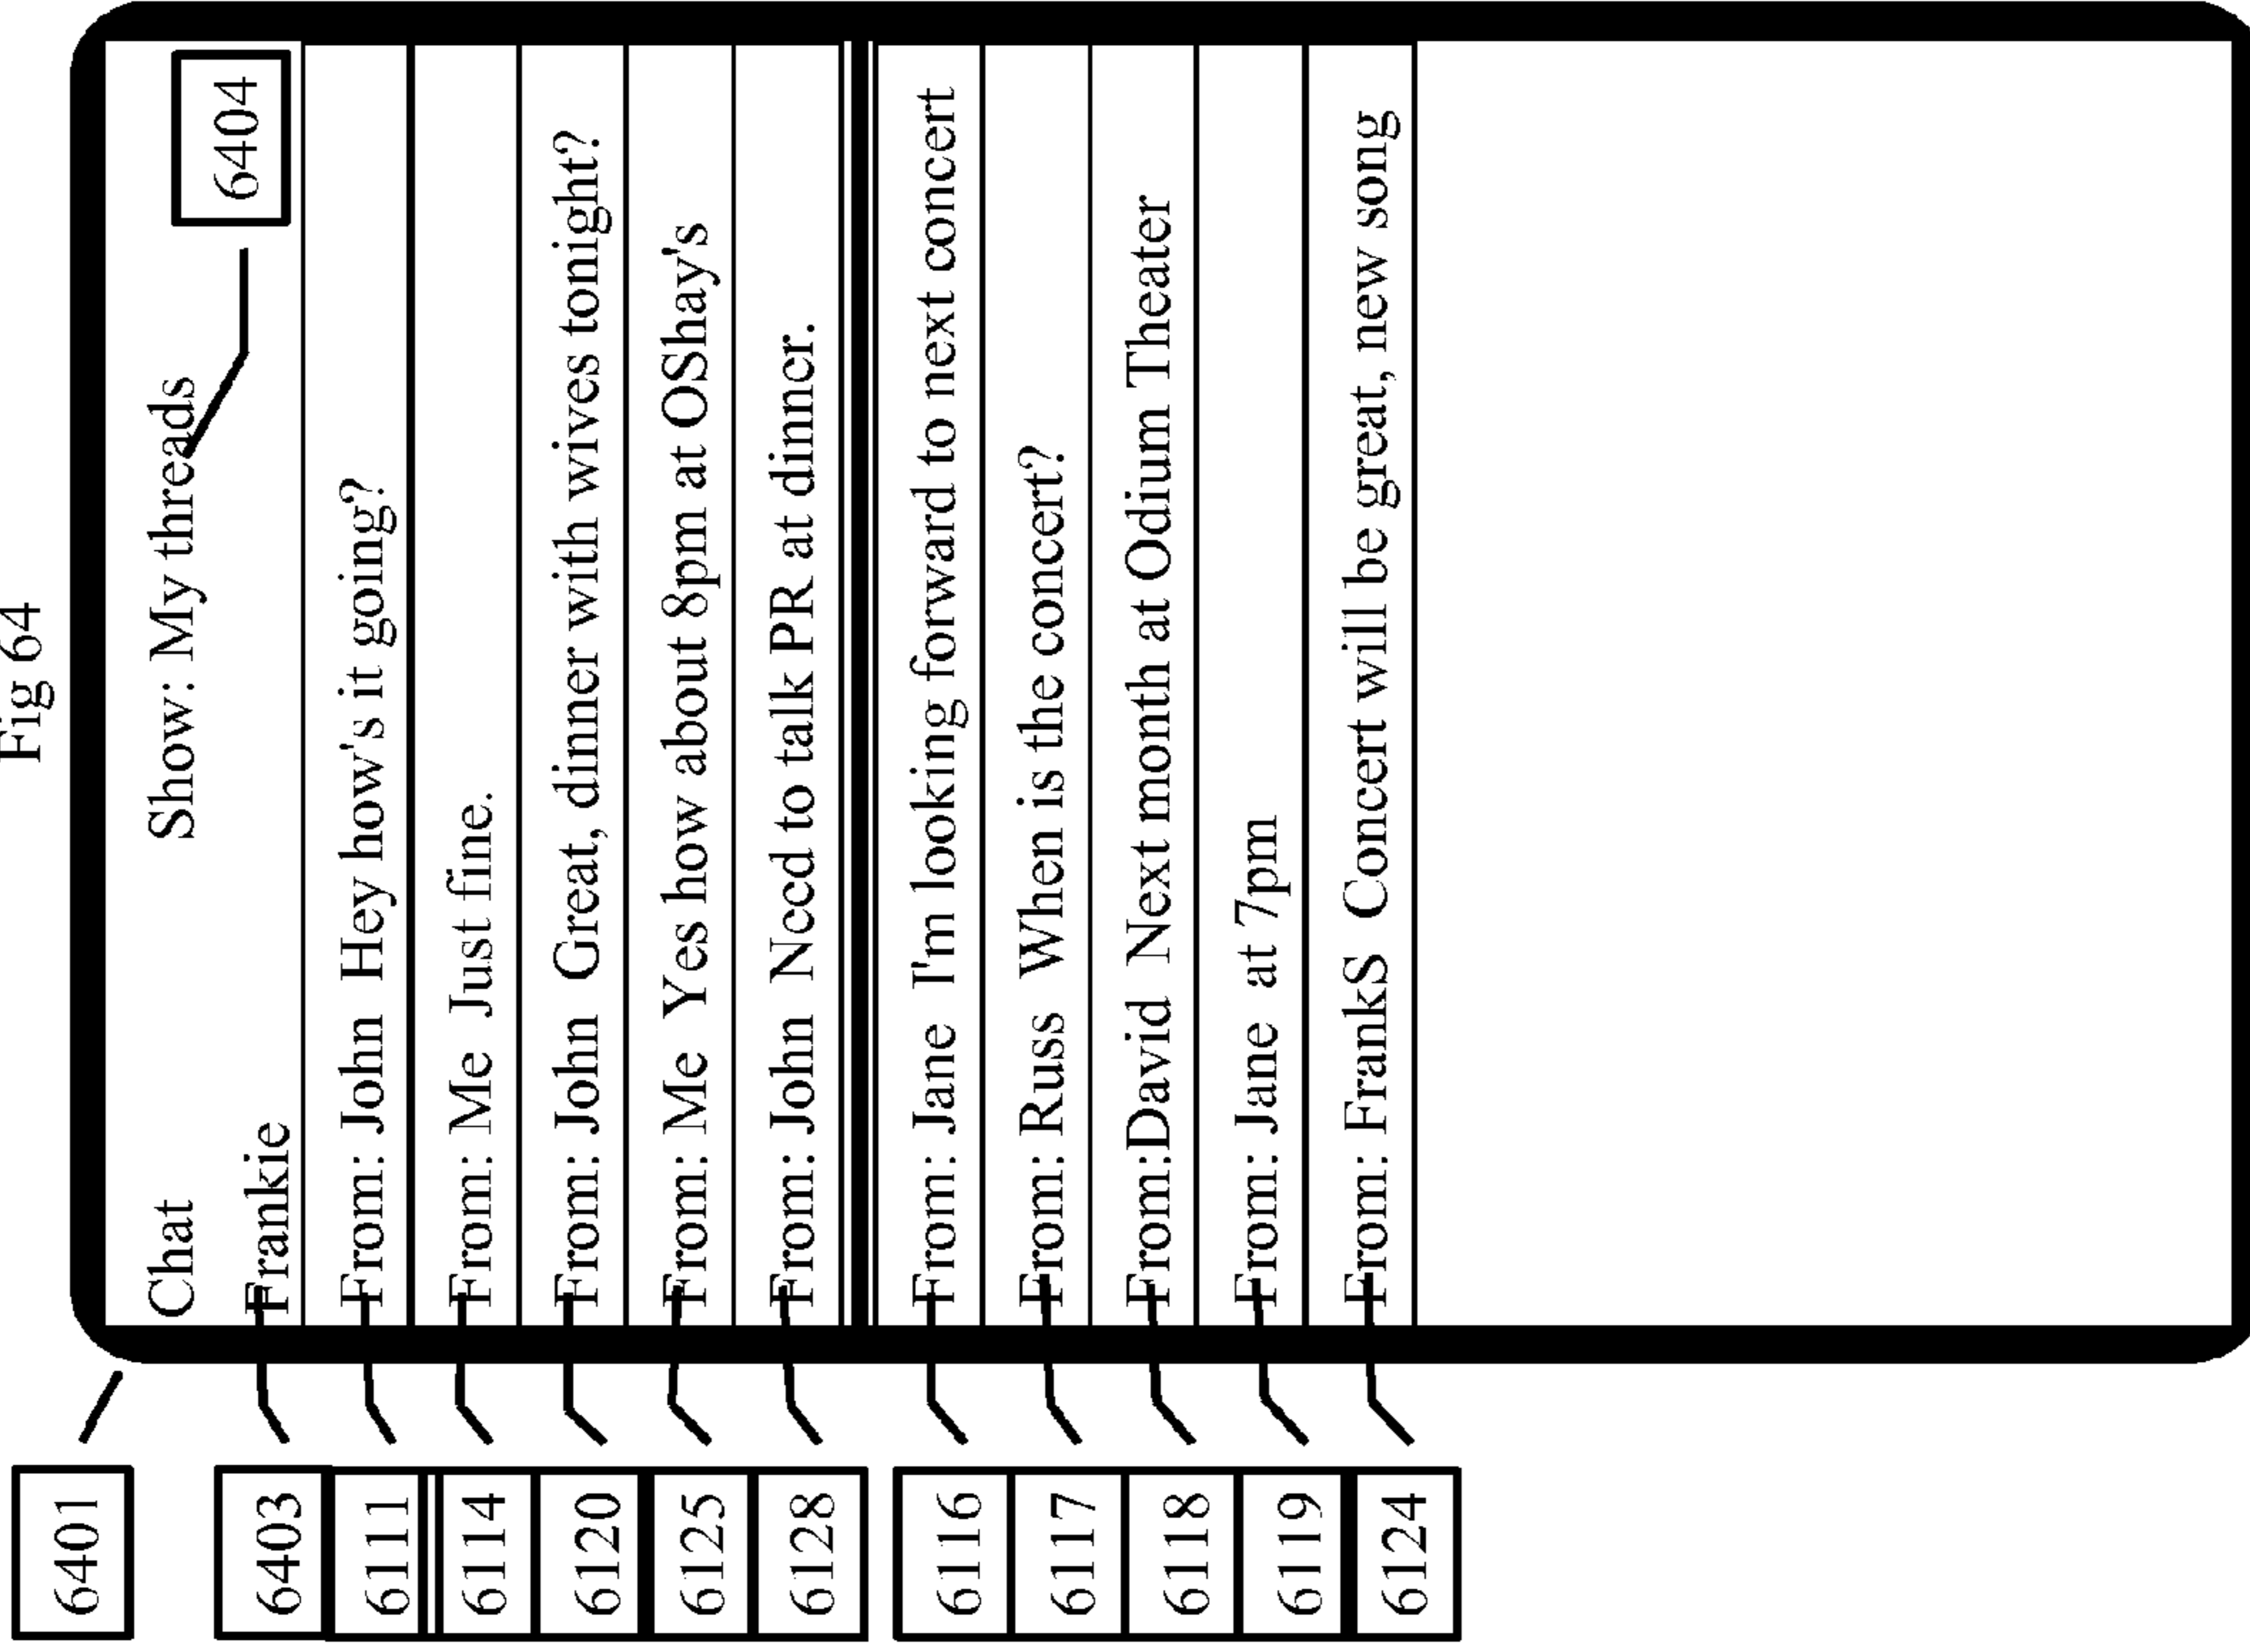 Fig 64
6401
Chat Show: My threads
6404
6403 Frankie
6111 From: John Hey how's it going?
6114 From: Me Just fine.
6120 From: John Great, dinner with wives tonight?
6125 From: Me Yes how about 8pm at OShay's
6128 From: John Need to talk PR at dinner.
6116 From: Jane I'm looking forward to next concert
6117 From: Russ When is the concert?
6118 From:David Next month at Odium Theater
6119 From: Jane at 7pm
6124 From: FrankS Concert will be great, new song